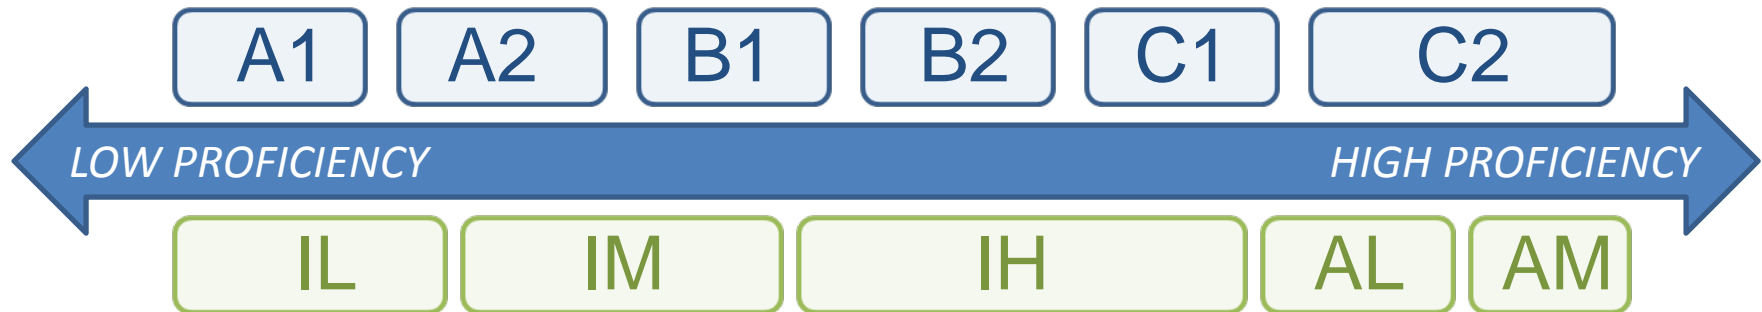 A1 A2 B1 B2 C1 C2
LOW PROFICIENCY HIGH PROFICIENCY
IL IM IH AL AM